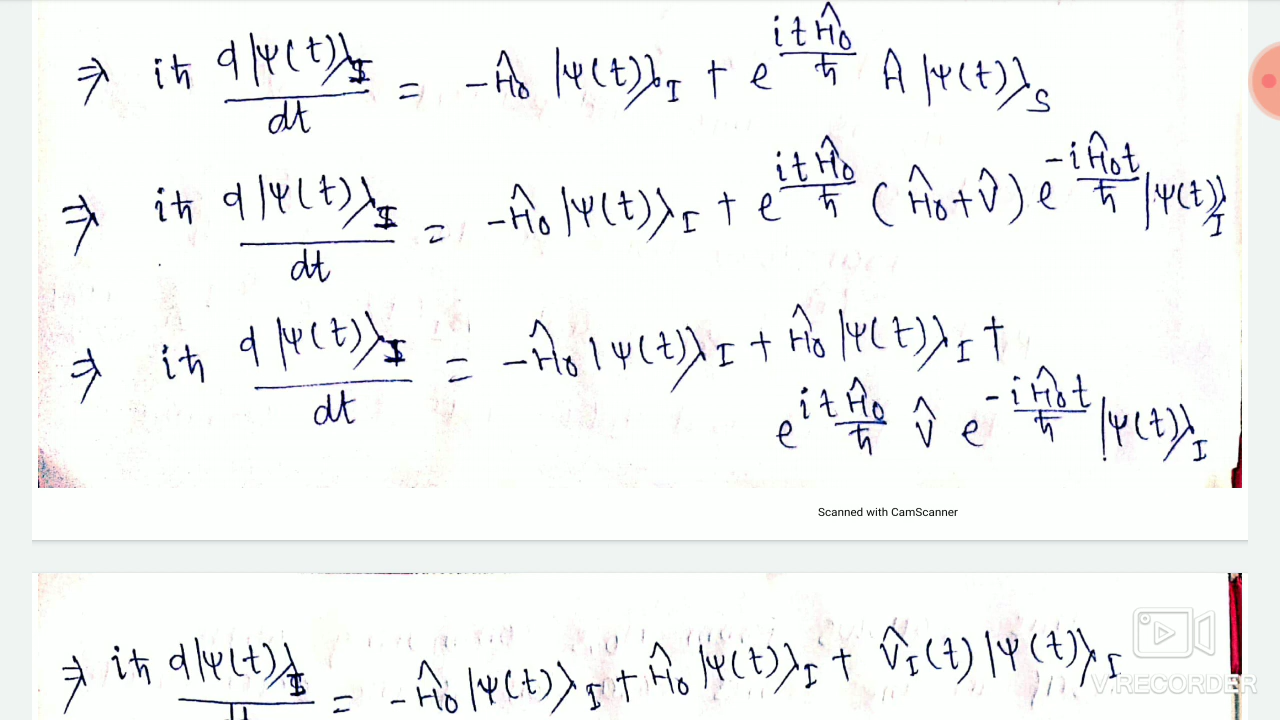 ⇒ iħ d|Ψ(t)⟩_I / dt = -Ĥ₀ |Ψ(t)⟩_I + e^{itĤ₀/ħ} Ĥ |Ψ(t)⟩_S
⇒ iħ d|Ψ(t)⟩_I / dt = -Ĥ₀ |Ψ(t)⟩_I + e^{itĤ₀/ħ} (Ĥ₀+V̂) e^{-iĤ₀t/ħ} |Ψ(t)⟩_I
⇒ iħ d|Ψ(t)⟩_I / dt = -Ĥ₀ |Ψ(t)⟩_I + Ĥ₀ |Ψ(t)⟩_I +
e^{itĤ₀/ħ} V̂ e^{-iĤ₀t/ħ} |Ψ(t)⟩_I
Scanned with CamScanner
⇒ iħ d|Ψ(t)⟩_I / dt = -Ĥ₀ |Ψ(t)⟩_I + Ĥ₀ |Ψ(t)⟩_I + V̂_I(t) |Ψ(t)⟩_I
V.RECORDER